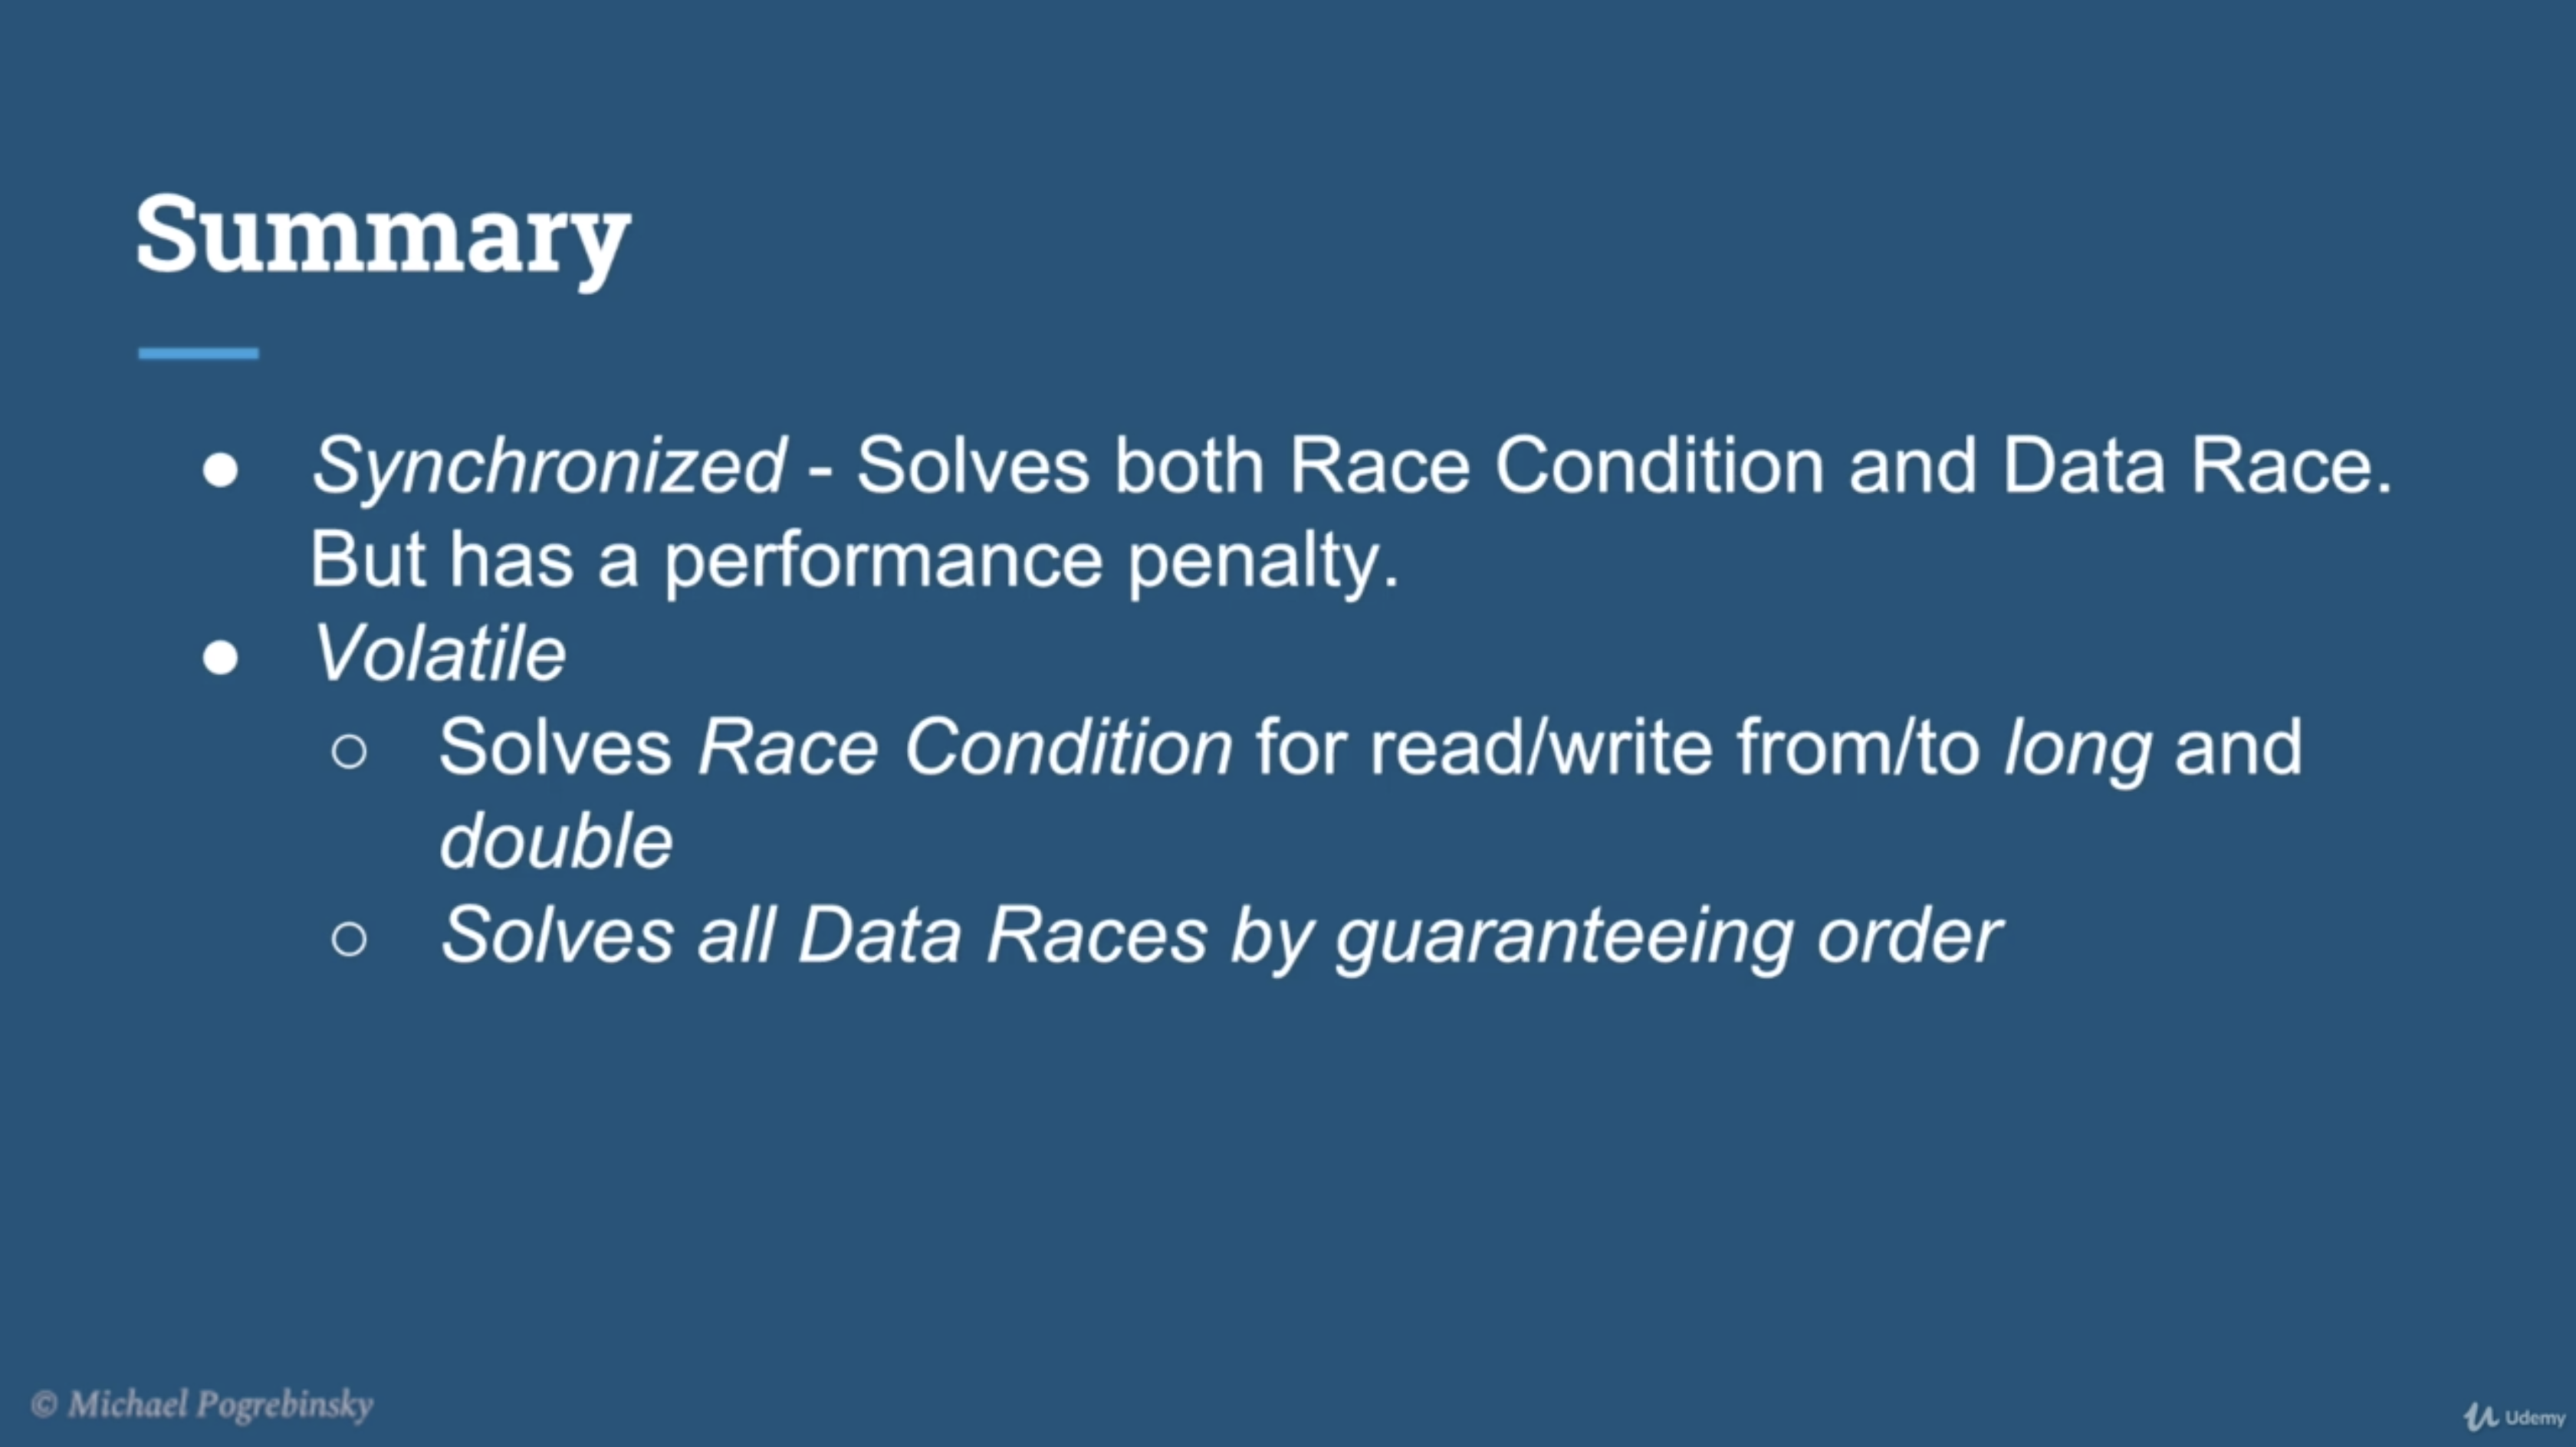 Summary
● Synchronized - Solves both Race Condition and Data Race.
But has a performance penalty.
● Volatile
○ Solves Race Condition for read/write from/to long and
double
○ Solves all Data Races by guaranteeing order
© Michael Pogrebinsky
Udemy